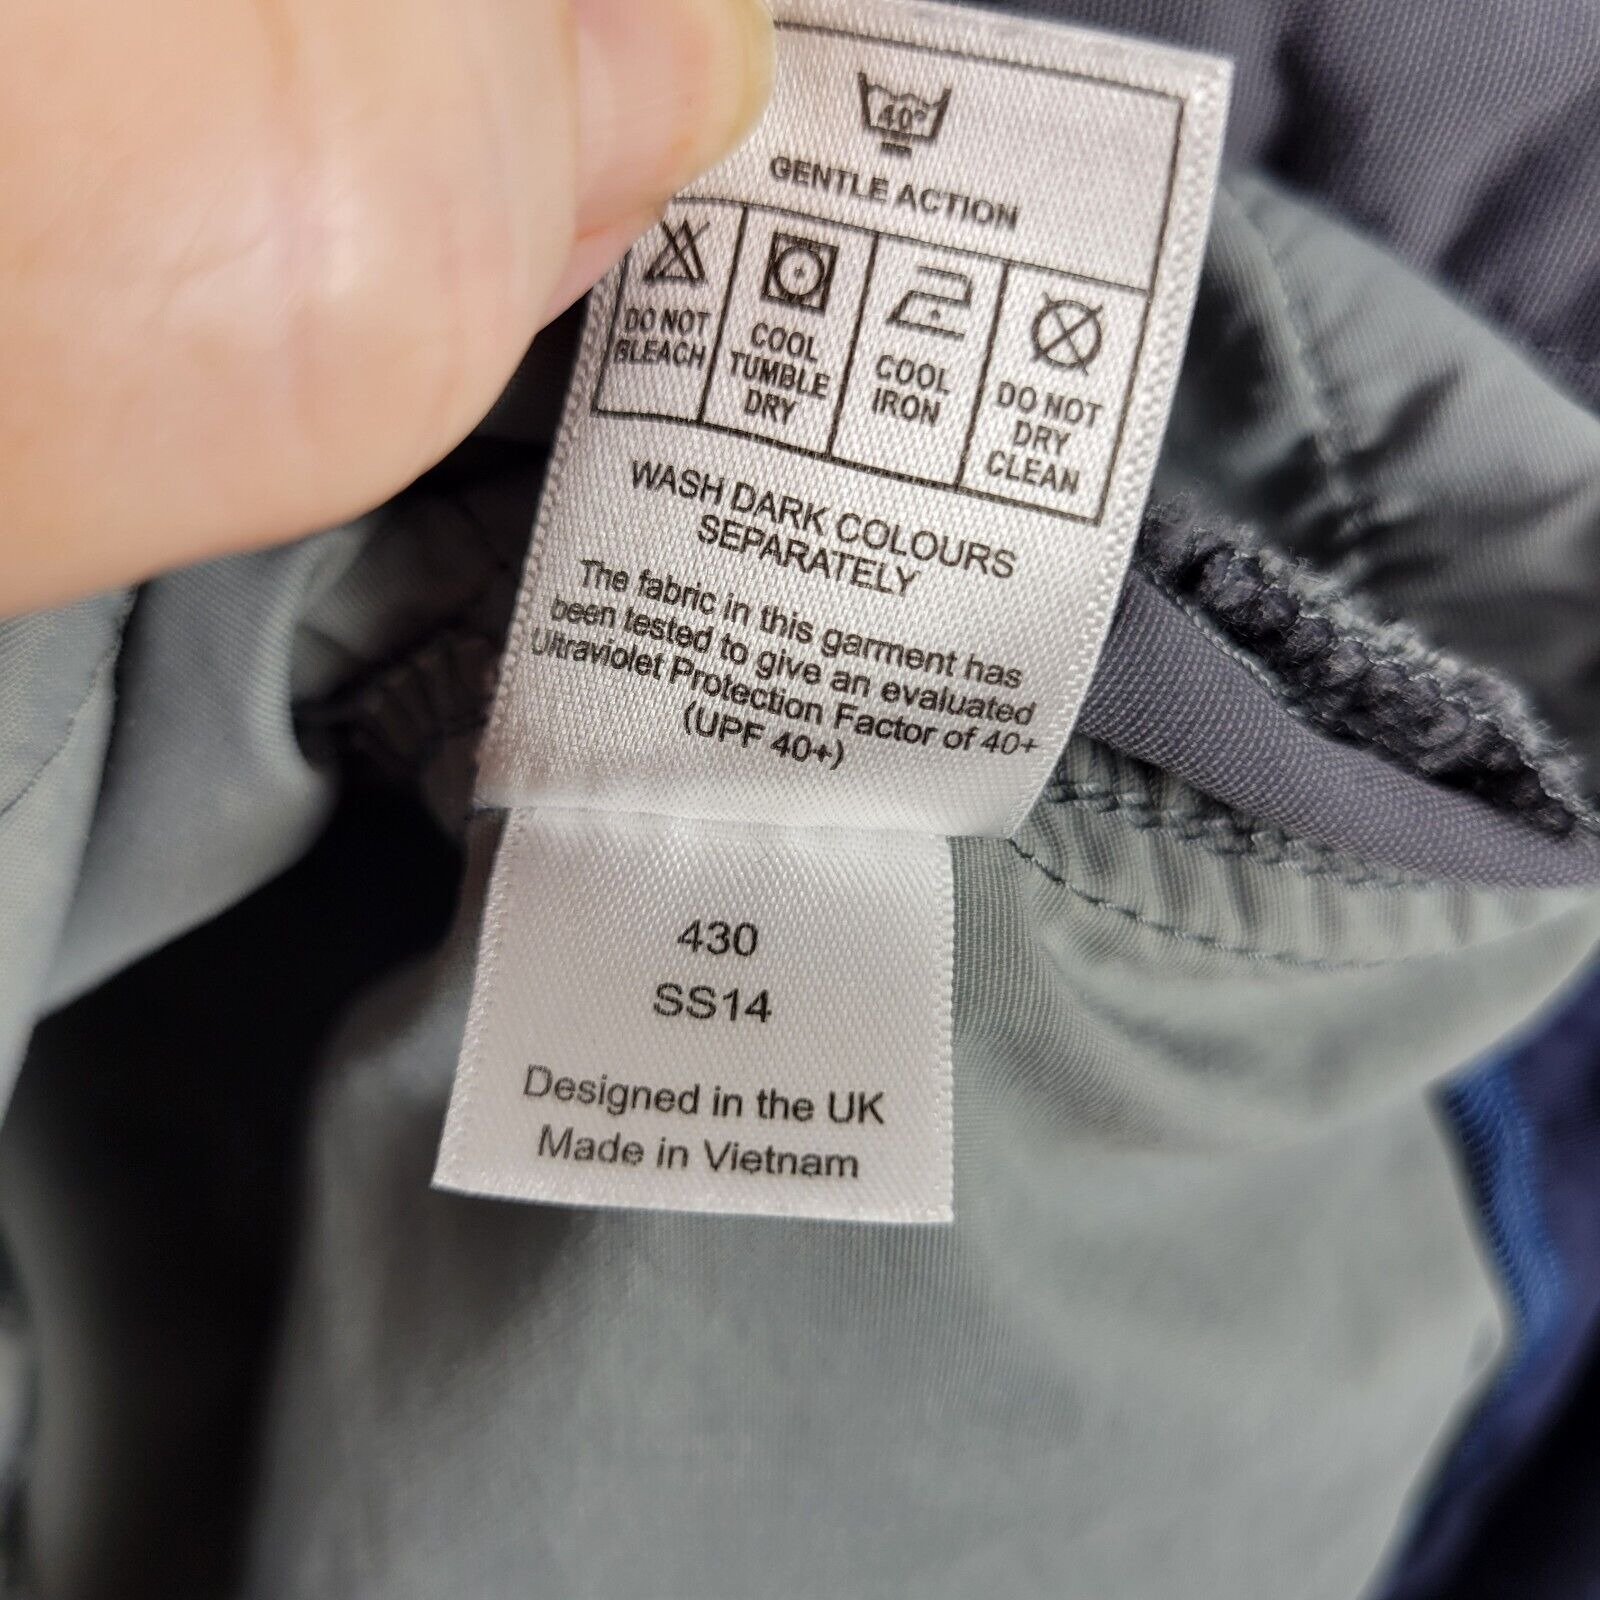 40°
GENTLE ACTION
DO NOT
BLEACH
COOL
TUMBLE
DRY
COOL
IRON
DO NOT
DRY
CLEAN
WASH DARK COLOURS
SEPARATELY
The fabric in this garment has
been tested to give an evaluated
Ultraviolet Protection Factor of 40+
(UPF 40+)
430
SS14
Designed in the UK
Made in Vietnam